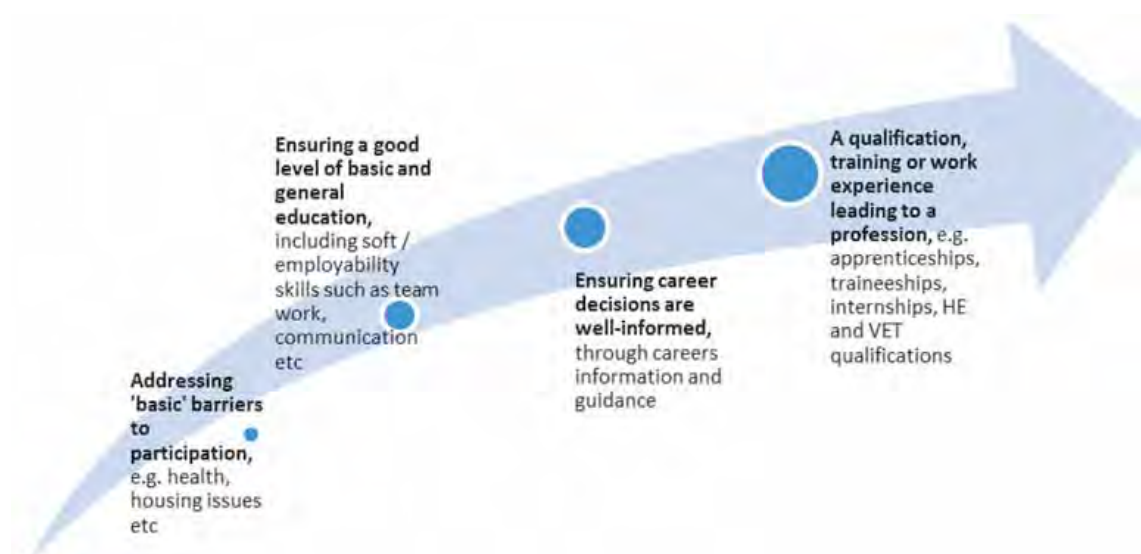 Addressing
'basic' barriers
to
participation,
e.g. health,
housing issues
etc
Ensuring a good
level of basic and
general
education,
including soft /
employability
skills such as team
work,
communication
etc
Ensuring career
decisions are
well-informed,
through careers
information and
guidance
A qualification,
training or work
experience
leading to a
profession, e.g.
apprenticeships,
traineeships,
internships, HE
and VET
qualifications